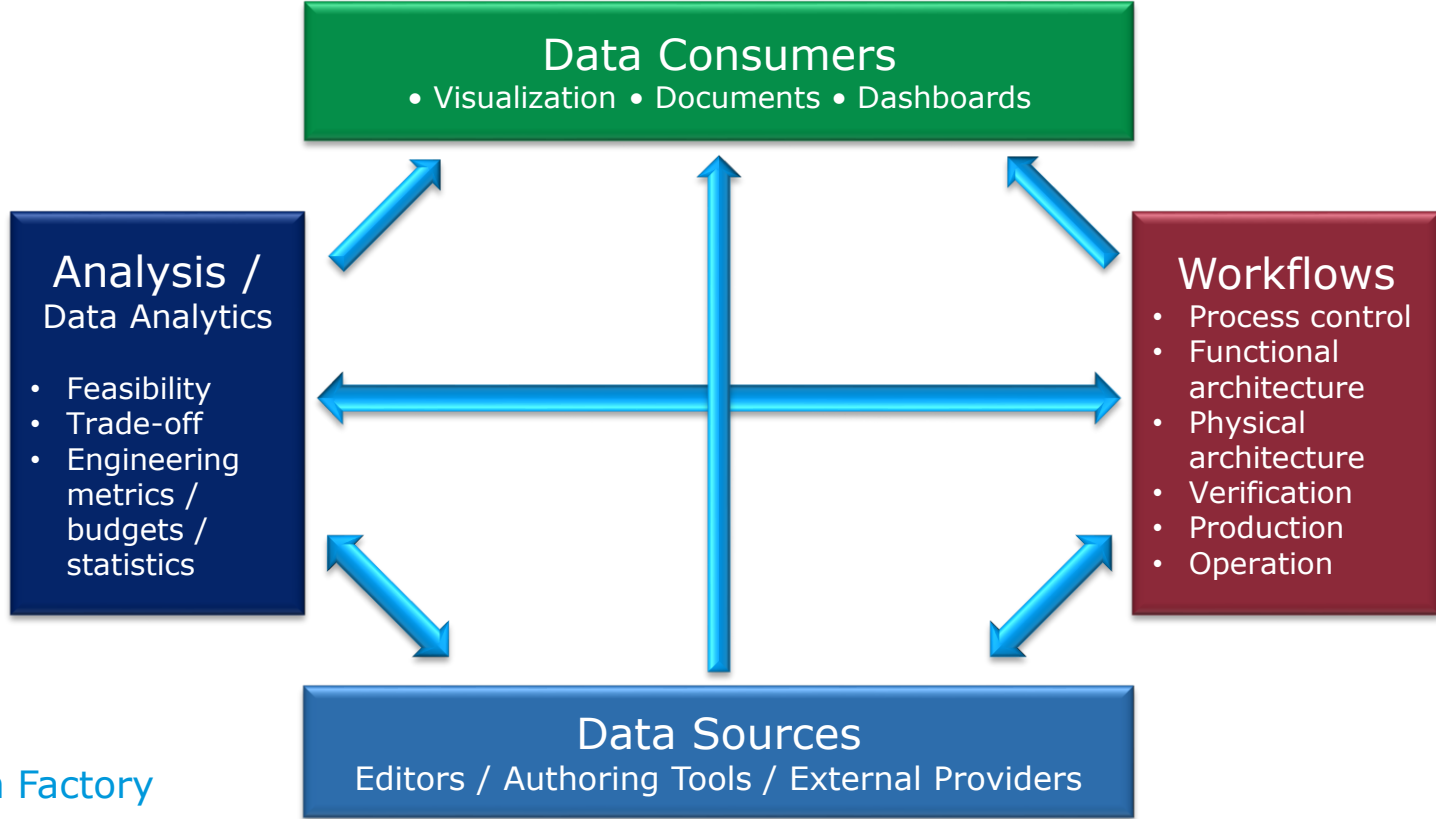 Data Consumers
• Visualization • Documents • Dashboards
Analysis /
Data Analytics
• Feasibility
• Trade-off
• Engineering
metrics /
budgets /
statistics
Workflows
• Process control
• Functional
architecture
• Physical
architecture
• Verification
• Production
• Operation
Data Sources
Editors / Authoring Tools / External Providers
Factory